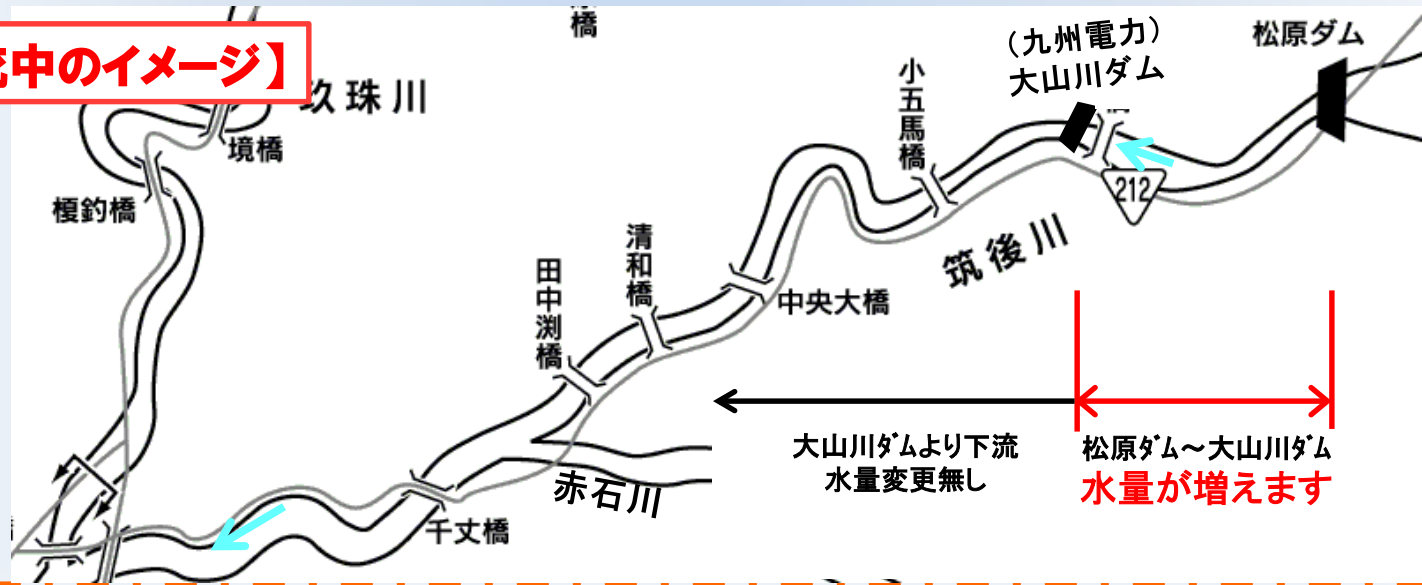 中のイメージ】
橋
玖珠川
境橋
榎釣橋
(九州電力)
大山川ダム
松原ダム
小五馬橋
212
筑後川
清和橋
田中渕橋
中央大橋
大山川ダムより下流
水量変更無し
松原ダム～大山川ダム
水量が増えます
赤石川
千丈橋